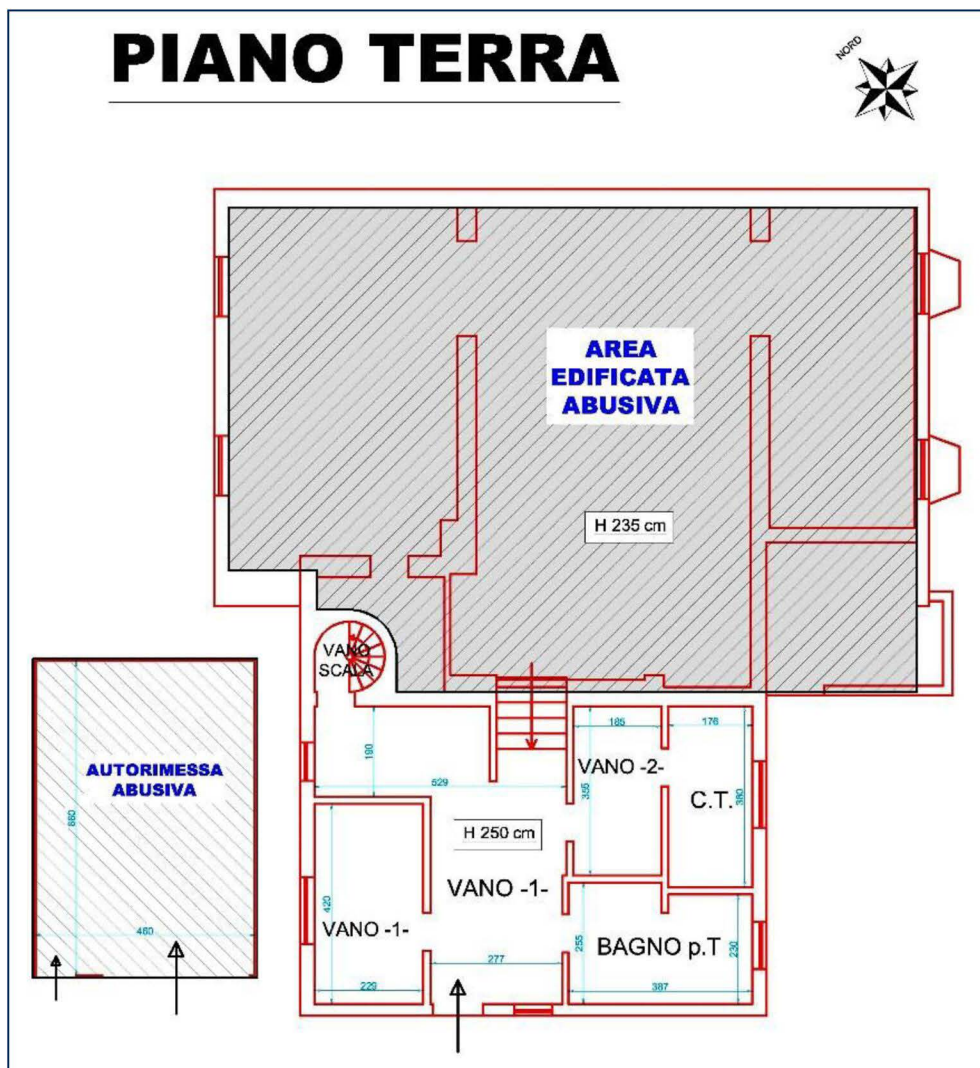 PIANO TERRA
NORD
AREA
EDIFICATA
ABUSIVA
H 235 cm
VANO
SCALA
AUTORIMESSA
ABUSIVA
660
460
190
529
185
176
VANO -2-
355
C.T.
380
H 250 cm
VANO -1-
420
VANO -1-
277
229
255
BAGNO p.T
230
387